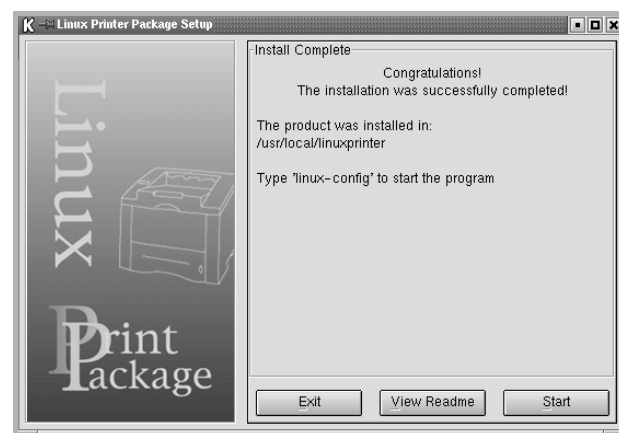 Linux Printer Package Setup
Linux
Print
Package
Install Complete
Congratulations!
The installation was successfully completed!
The product was installed in:
/usr/local/linuxprinter
Type 'linux-config' to start the program
Exit
View Readme
Start